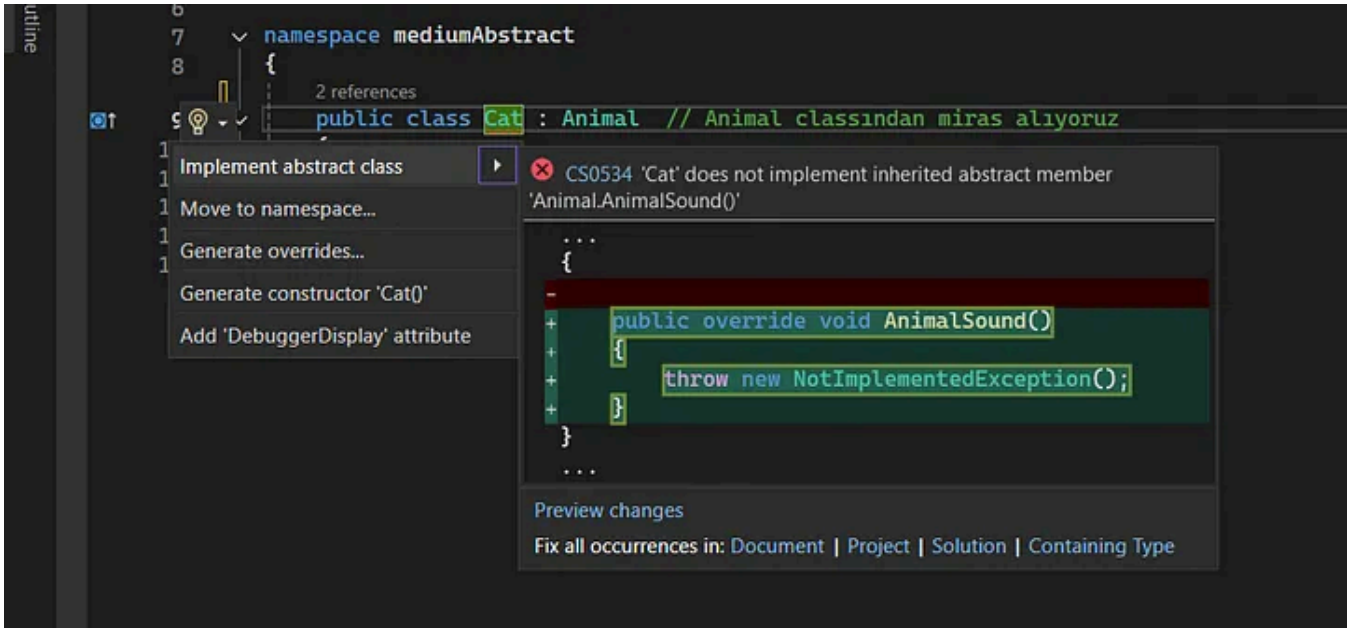 utline
6
7 namespace mediumAbstract
8 {
2 references
9 public class Cat : Animal // Animal classından miras alıyoruz
Implement abstract class
Move to namespace...
Generate overrides...
Generate constructor 'Cat()'
Add 'DebuggerDisplay' attribute
CS0534 'Cat' does not implement inherited abstract member
'Animal.AnimalSound()'
...
{
-
+ public override void AnimalSound()
+ {
+ throw new NotImplementedException();
+ }
}
...
Preview changes
Fix all occurrences in: Document | Project | Solution | Containing Type